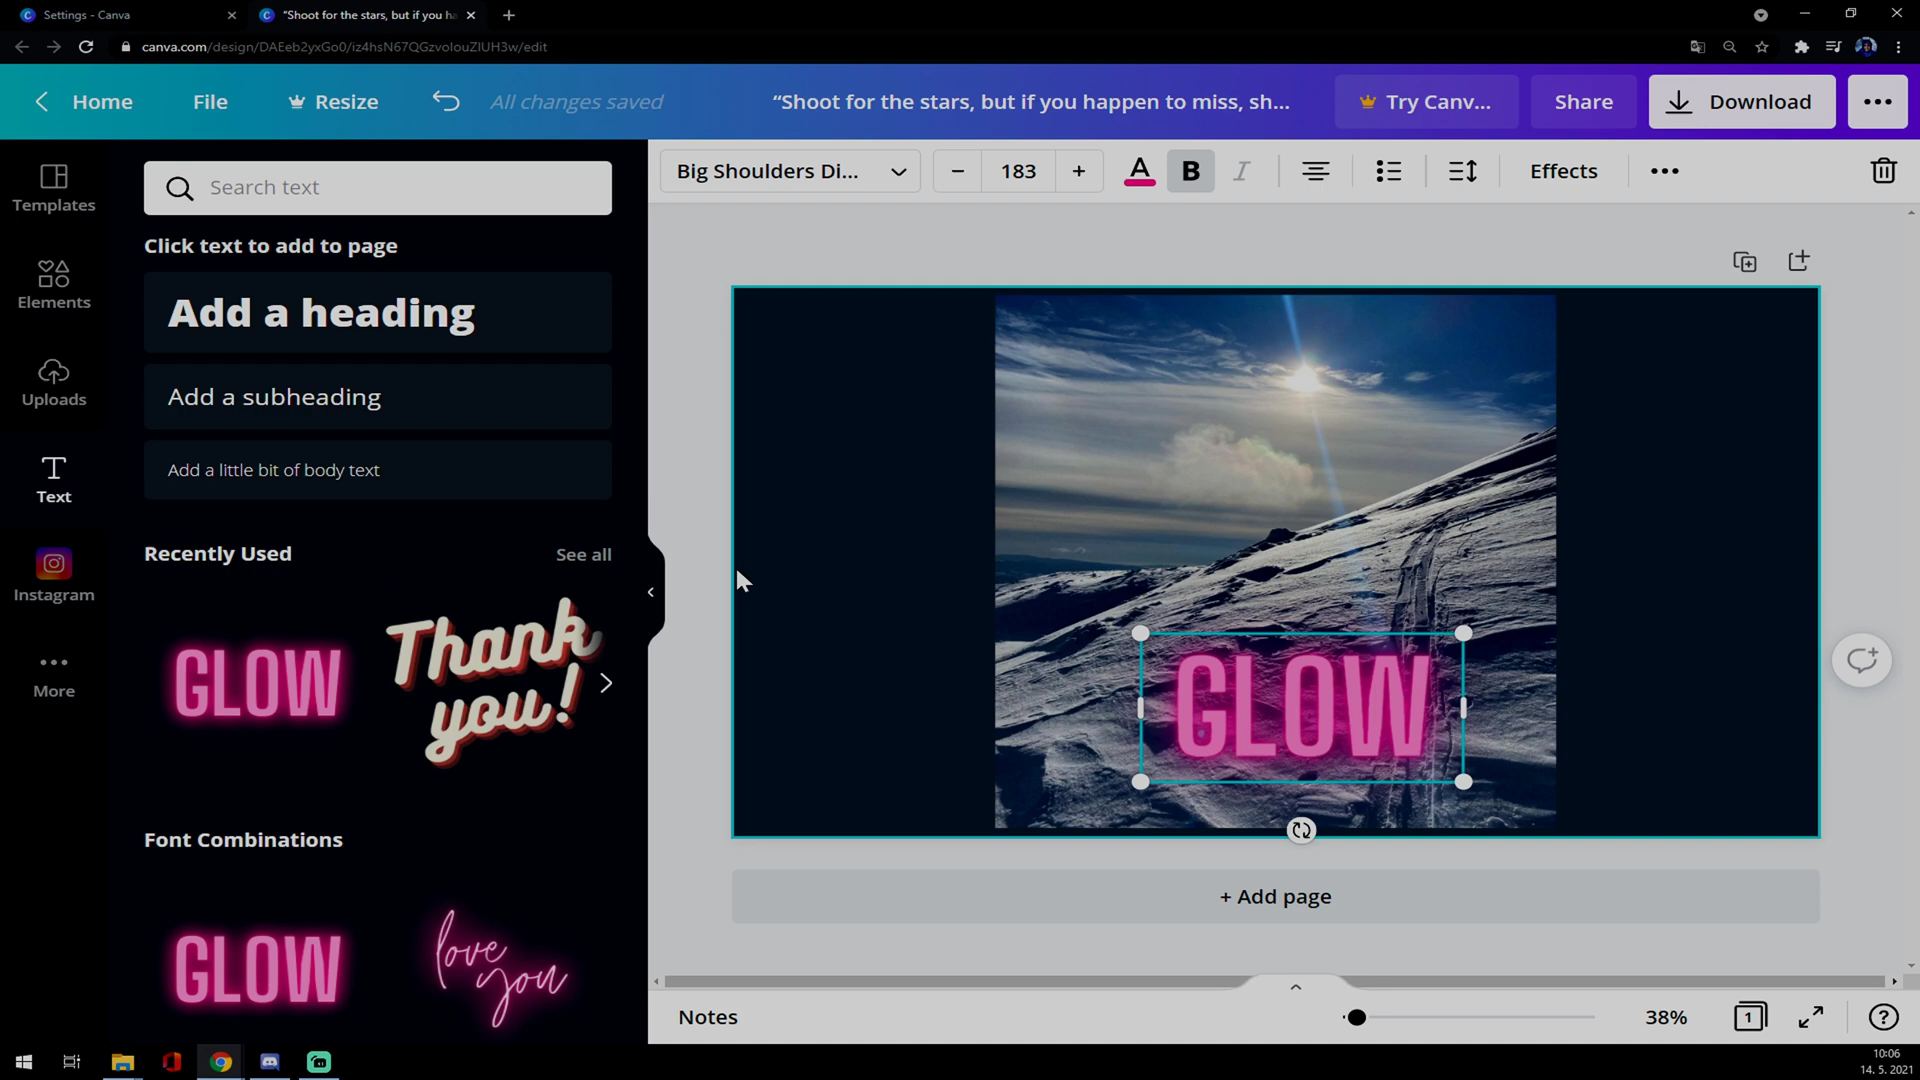 Settings - Canva
"Shoot for the stars, but if you ha
canva.com/design/DAEeb2yxGo0/iz4hsN67QGzvoIouZIUH3w/edit
Home
File
Resize
All changes saved
“Shoot for the stars, but if you happen to miss, sh...
Try Canv...
Share
Download
Templates
Elements
Uploads
Text
Instagram
More
Search text
Click text to add to page
Add a heading
Add a subheading
Add a little bit of body text
Recently Used
See all
GLOW
Thank
you!
Font Combinations
GLOW
love
you
Big Shoulders Di...
183
A
B
I
Effects
GLOW
+ Add page
Notes
38%
1
?
10:06
14. 5. 2021